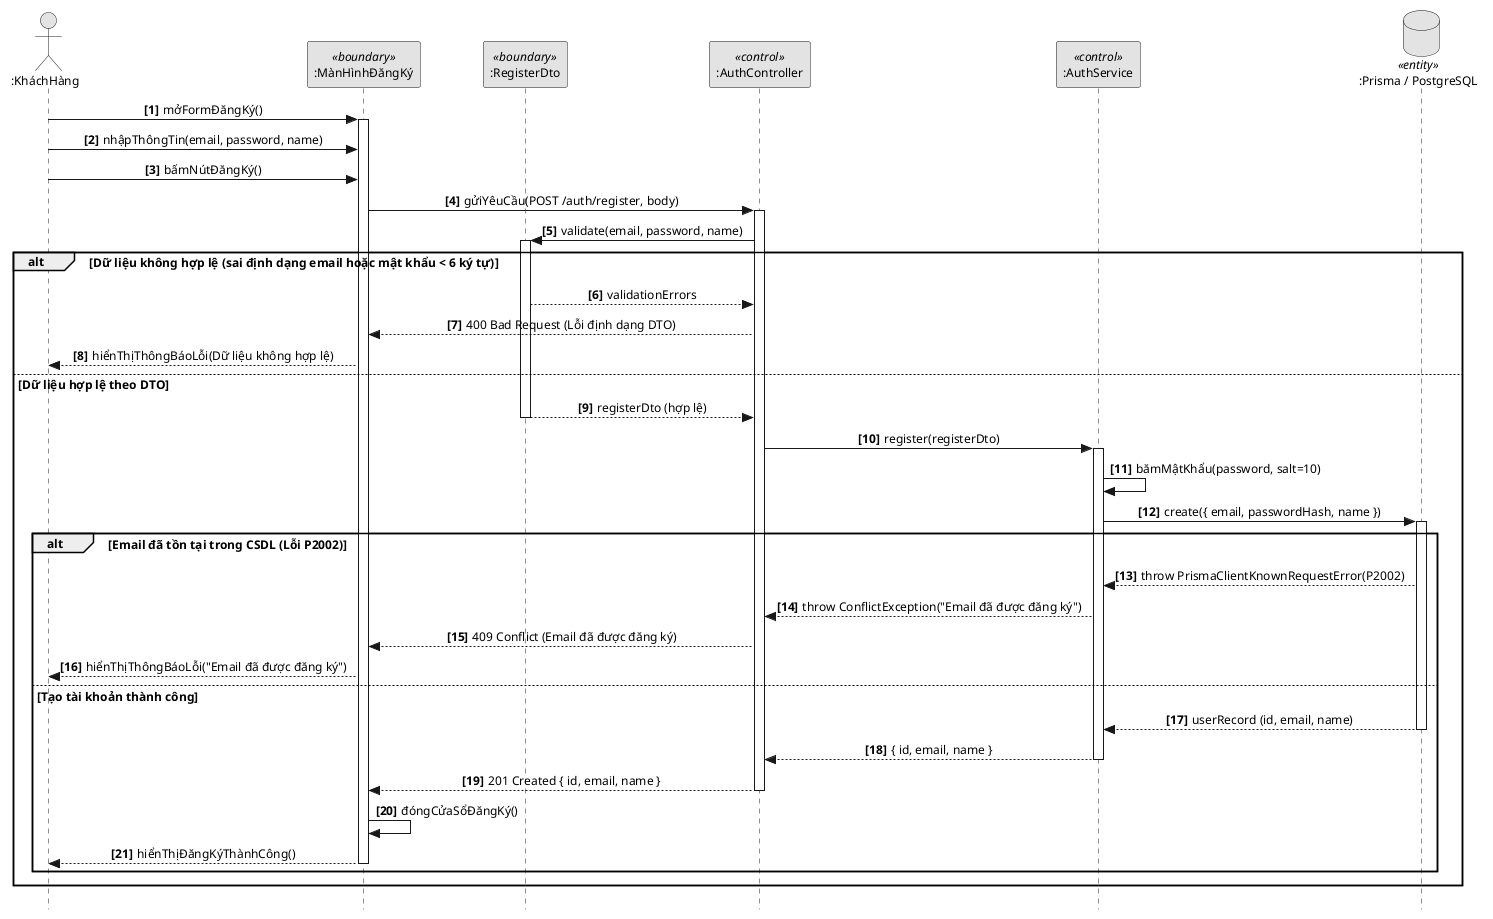 :KháchHàng
«boundary»
:MànHìnhĐăngKý
«boundary»
:RegisterDto
«control»
:AuthController
«control»
:AuthService
«entity»
:Prisma / PostgreSQL
[1] mởFormĐăngKý()
[2] nhậpThôngTin(email, password, name)
[3] bấmNútĐăngKý()
[4] gửiYêuCầu(POST /auth/register, body)
[5] validate(email, password, name)
alt [Dữ liệu không hợp lệ (sai định dạng email hoặc mật khẩu < 6 ký tự)]
[6] validationErrors
[7] 400 Bad Request (Lỗi định dạng DTO)
[8] hiểnThịThôngBáoLỗi(Dữ liệu không hợp lệ)
[Dữ liệu hợp lệ theo DTO]
[9] registerDto (hợp lệ)
[10] register(registerDto)
[11] bămMậtKhẩu(password, salt=10)
[12] create({ email, passwordHash, name })
alt [Email đã tồn tại trong CSDL (Lỗi P2002)]
[13] throw PrismaClientKnownRequestError(P2002)
[14] throw ConflictException("Email đã được đăng ký")
[15] 409 Conflict (Email đã được đăng ký)
[16] hiểnThịThôngBáoLỗi("Email đã được đăng ký")
[Tạo tài khoản thành công]
[17] userRecord (id, email, name)
[18] { id, email, name }
[19] 201 Created { id, email, name }
[20] đóngCửaSổĐăngKý()
[21] hiểnThịĐăngKýThànhCông()